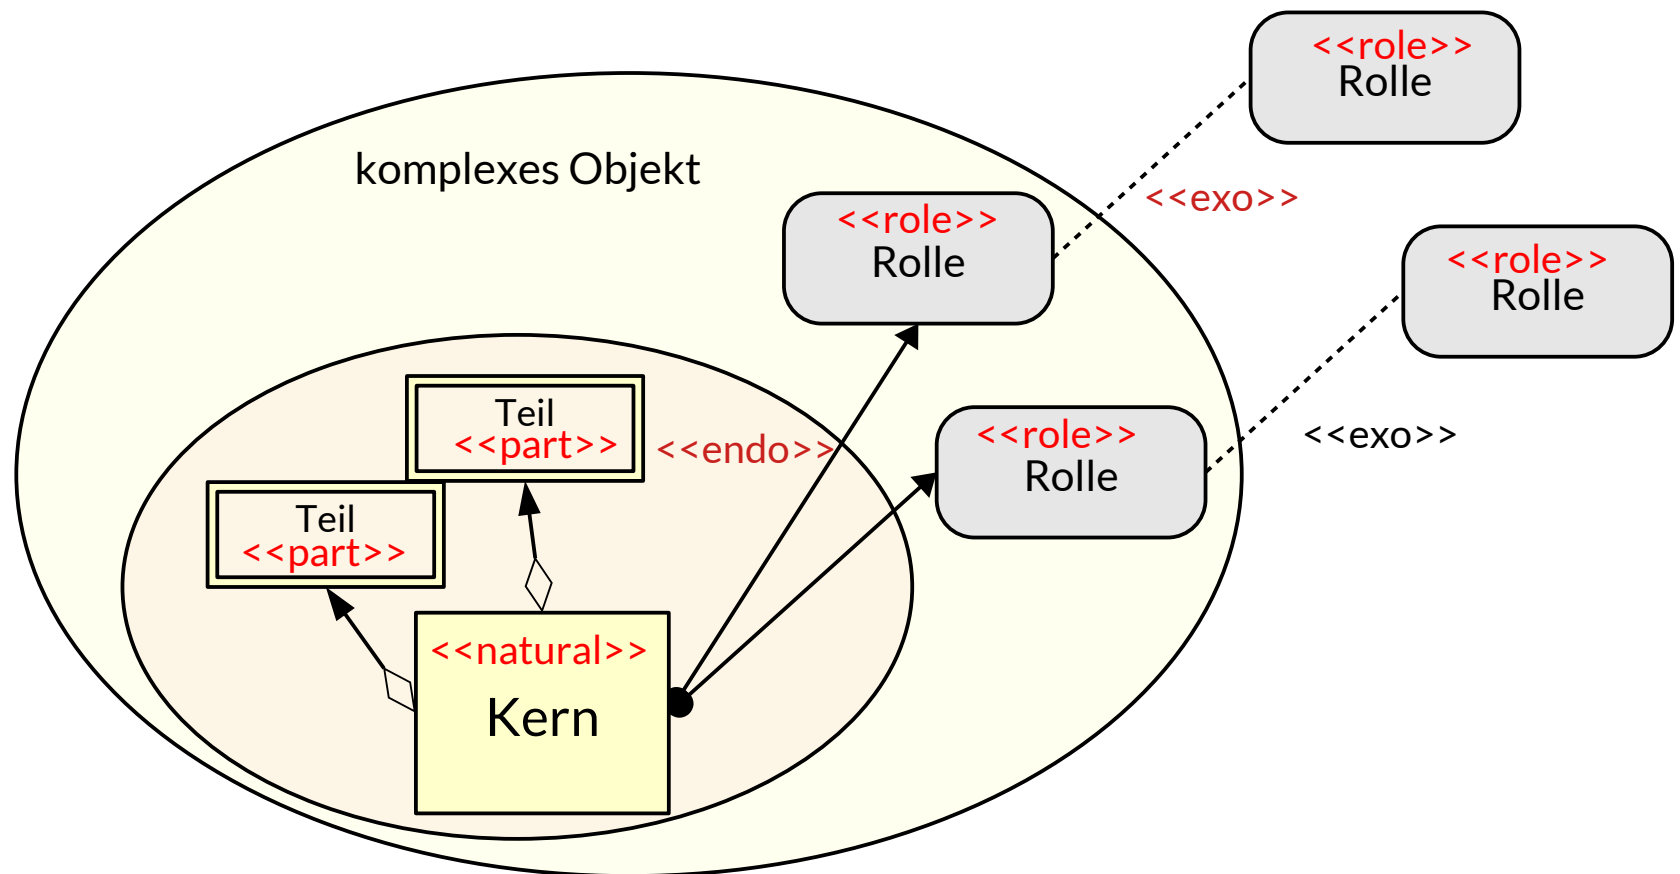 <<role>>
Rolle
komplexes Objekt
<<exo>>
<<role>>
Rolle
<<role>>
Rolle
Teil
<<part>>
<<endo>>
<<role>>
Rolle
<<exo>>
Teil
<<part>>
<<natural>>
Kern